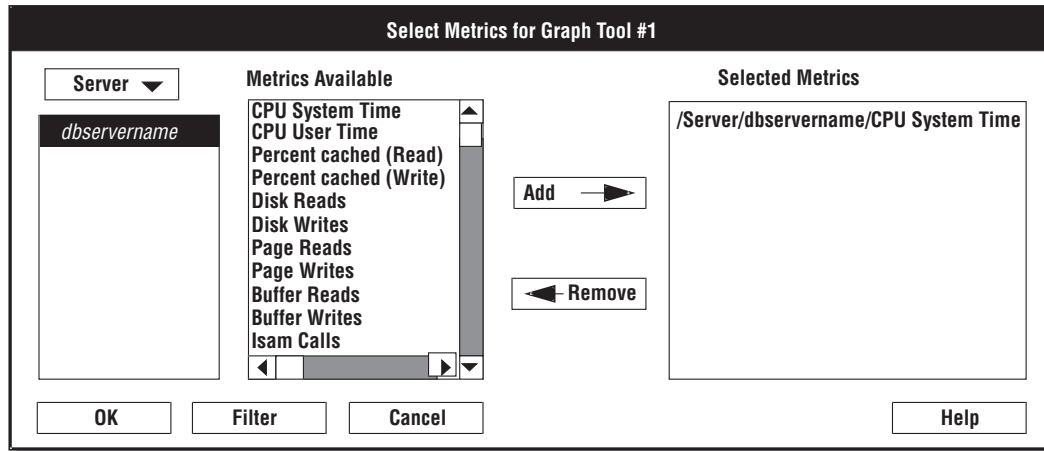 Select Metrics for Graph Tool #1
Server
Metrics Available
Selected Metrics
dbservername
CPU System Time
CPU User Time
Percent cached (Read)
Percent cached (Write)
Disk Reads
Disk Writes
Page Reads
Page Writes
Buffer Reads
Buffer Writes
Isam Calls
Add
Remove
/Server/dbservername/CPU System Time
OK
Filter
Cancel
Help